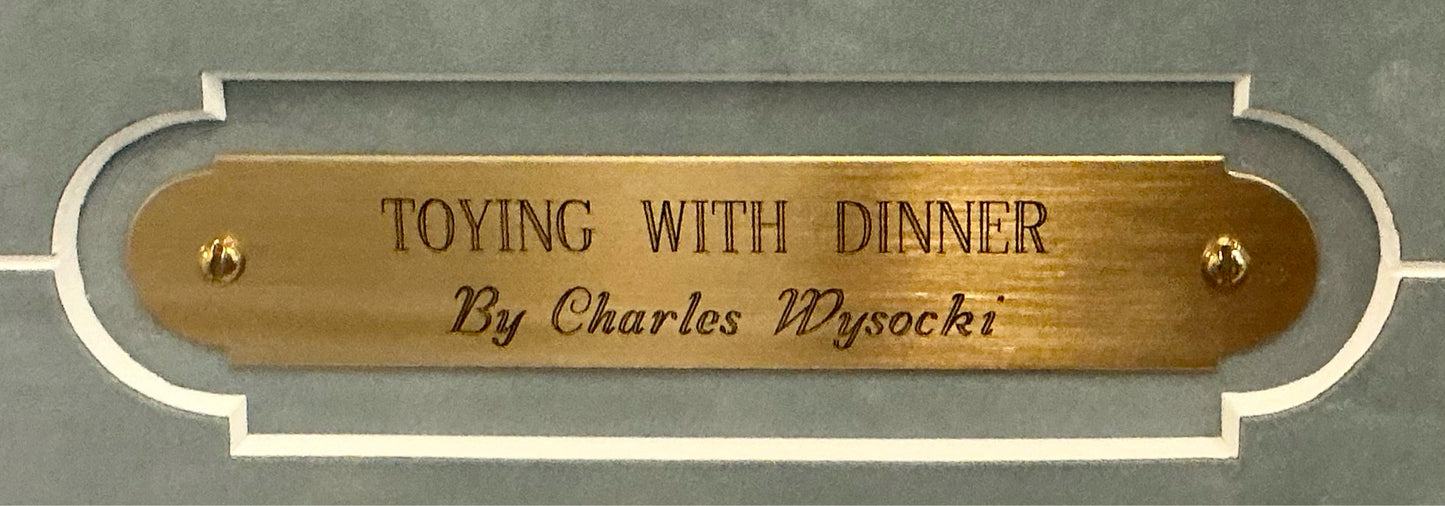 TOYING WITH DINNER
By Charles Wysocki